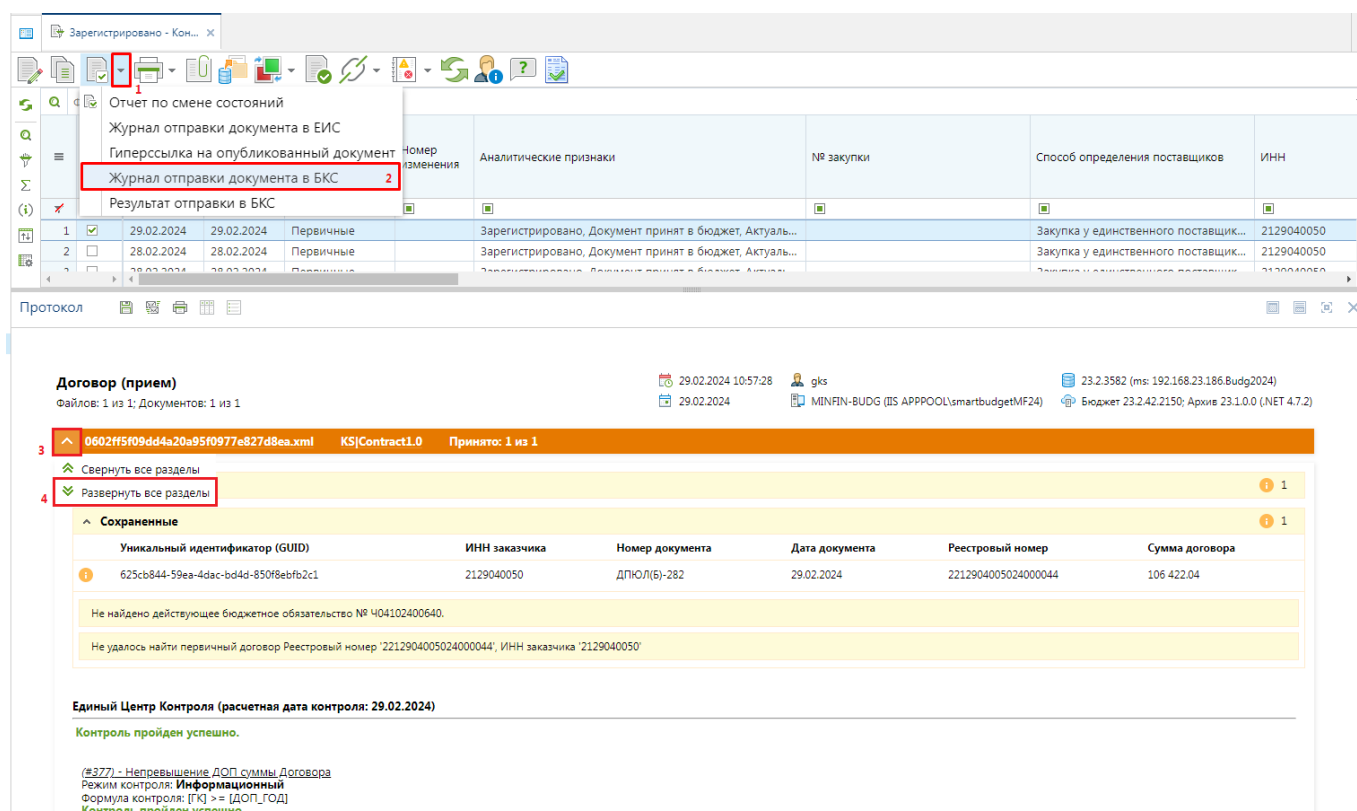 Зарегистрировано - Кон...
1
Отчет по смене состояний
Журнал отправки документа в ЕИС
Гиперссылка на опубликованный документ
Журнал отправки документа в БКС 2
Результат отправки в БКС
Номер изменения Аналитические признаки № закупки Способ определения поставщиков ИНН
1 29.02.2024 29.02.2024 Первичные Зарегистрировано, Документ принят в бюджет, Актуаль... Закупка у единственного поставщик... 2129040050
2 28.02.2024 28.02.2024 Первичные Зарегистрировано, Документ принят в бюджет, Актуаль... Закупка у единственного поставщик... 2129040050
Протокол
Договор (прием) 29.02.2024 10:57:28 gks 23.2.3582 (ms: 192.168.23.186.Budg2024)
Файлов: 1 из 1; Документов: 1 из 1 29.02.2024 MINFIN-BUDG (IS APPPOOL\smartbudgetMF24) Бюджет 23.2.42.2150; Архив 23.1.0.0 (.NET 4.7.2)
3 0602ff5f09dd4a20a95f0977e827d8ea.xml KS|Contract1.0 Принято: 1 из 1
Свернуть все разделы
4 Развернуть все разделы 1
Сохраненные 1
Уникальный идентификатор (GUID) ИНН заказчика Номер документа Дата документа Реестровый номер Сумма договора
625cb844-59ea-4dac-bd4d-850f8ebfb2c1 2129040050 ДПЮЛ(Б)-282 29.02.2024 2212904005024000044 106 422.04
Не найдено действующее бюджетное обязательство № Ч04102400640.
Не удалось найти первичный договор Реестровый номер '2212904005024000044', ИНН заказчика '2129040050'
Единый Центр Контроля (расчетная дата контроля: 29.02.2024)
Контроль пройден успешно.
(#377) - Непревышение ДОП суммы Договора
Режим контроля: Информационный
Формула контроля: [ГК] >= [ДОП_ГОД]
Контроль пройден успешно